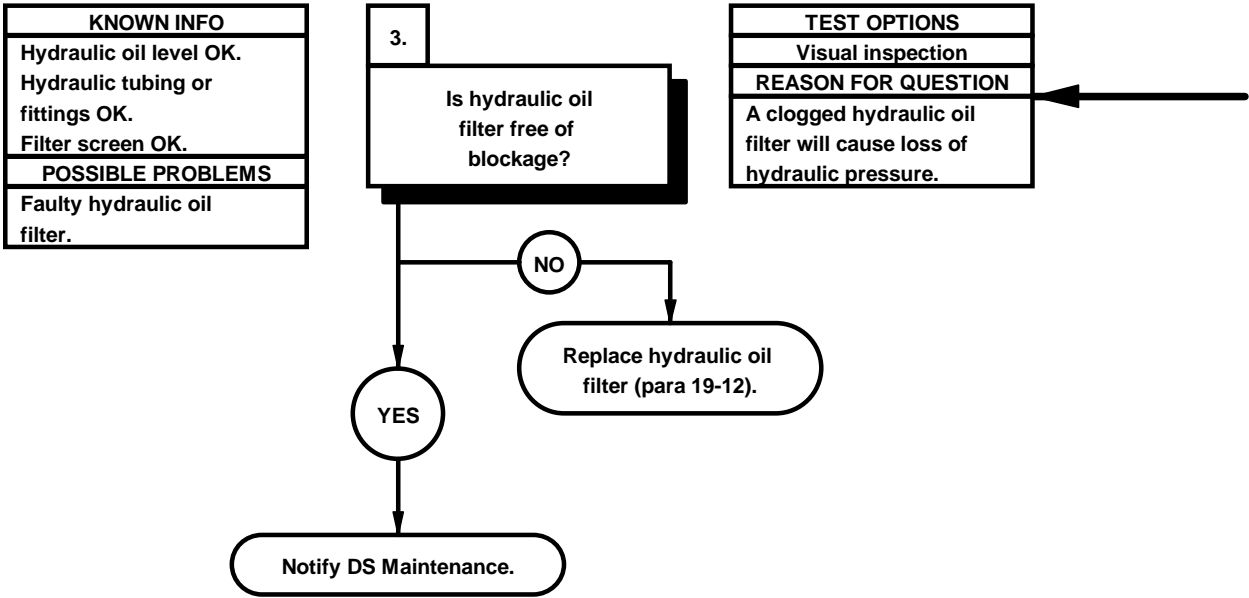 KNOWN INFO
Hydraulic oil level OK.
Hydraulic tubing or
fittings OK.
Filter screen OK.
POSSIBLE PROBLEMS
Faulty hydraulic oil
filter.
3.
Is hydraulic oil
filter free of
blockage?
TEST OPTIONS
Visual inspection
REASON FOR QUESTION
A clogged hydraulic oil
filter will cause loss of
hydraulic pressure.
NO
Replace hydraulic oil
filter (para 19-12).
YES
Notify DS Maintenance.